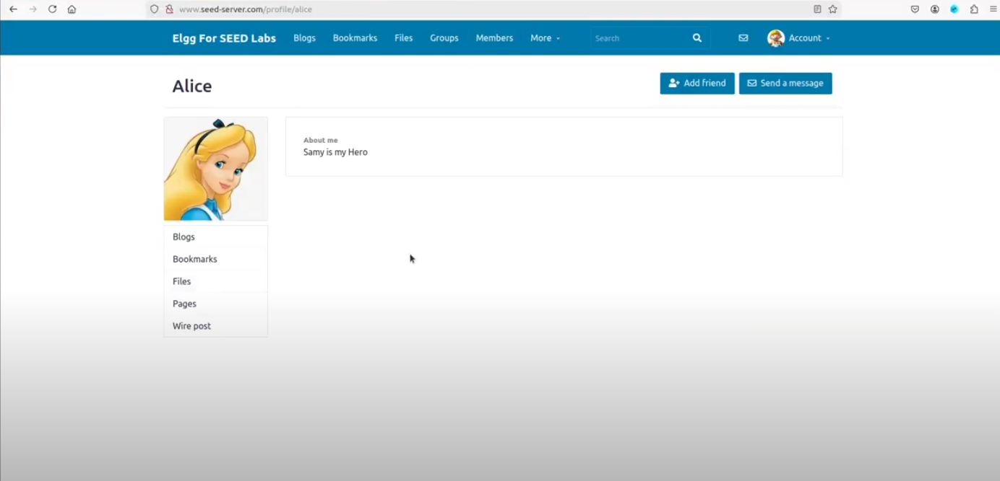 www.seed-server.com/profile/alice
Elgg For SEED Labs Blogs Bookmarks Files Groups Members More Search Account
Alice
Add friend Send a message
About me
Samy is my Hero
Blogs
Bookmarks
Files
Pages
Wire post